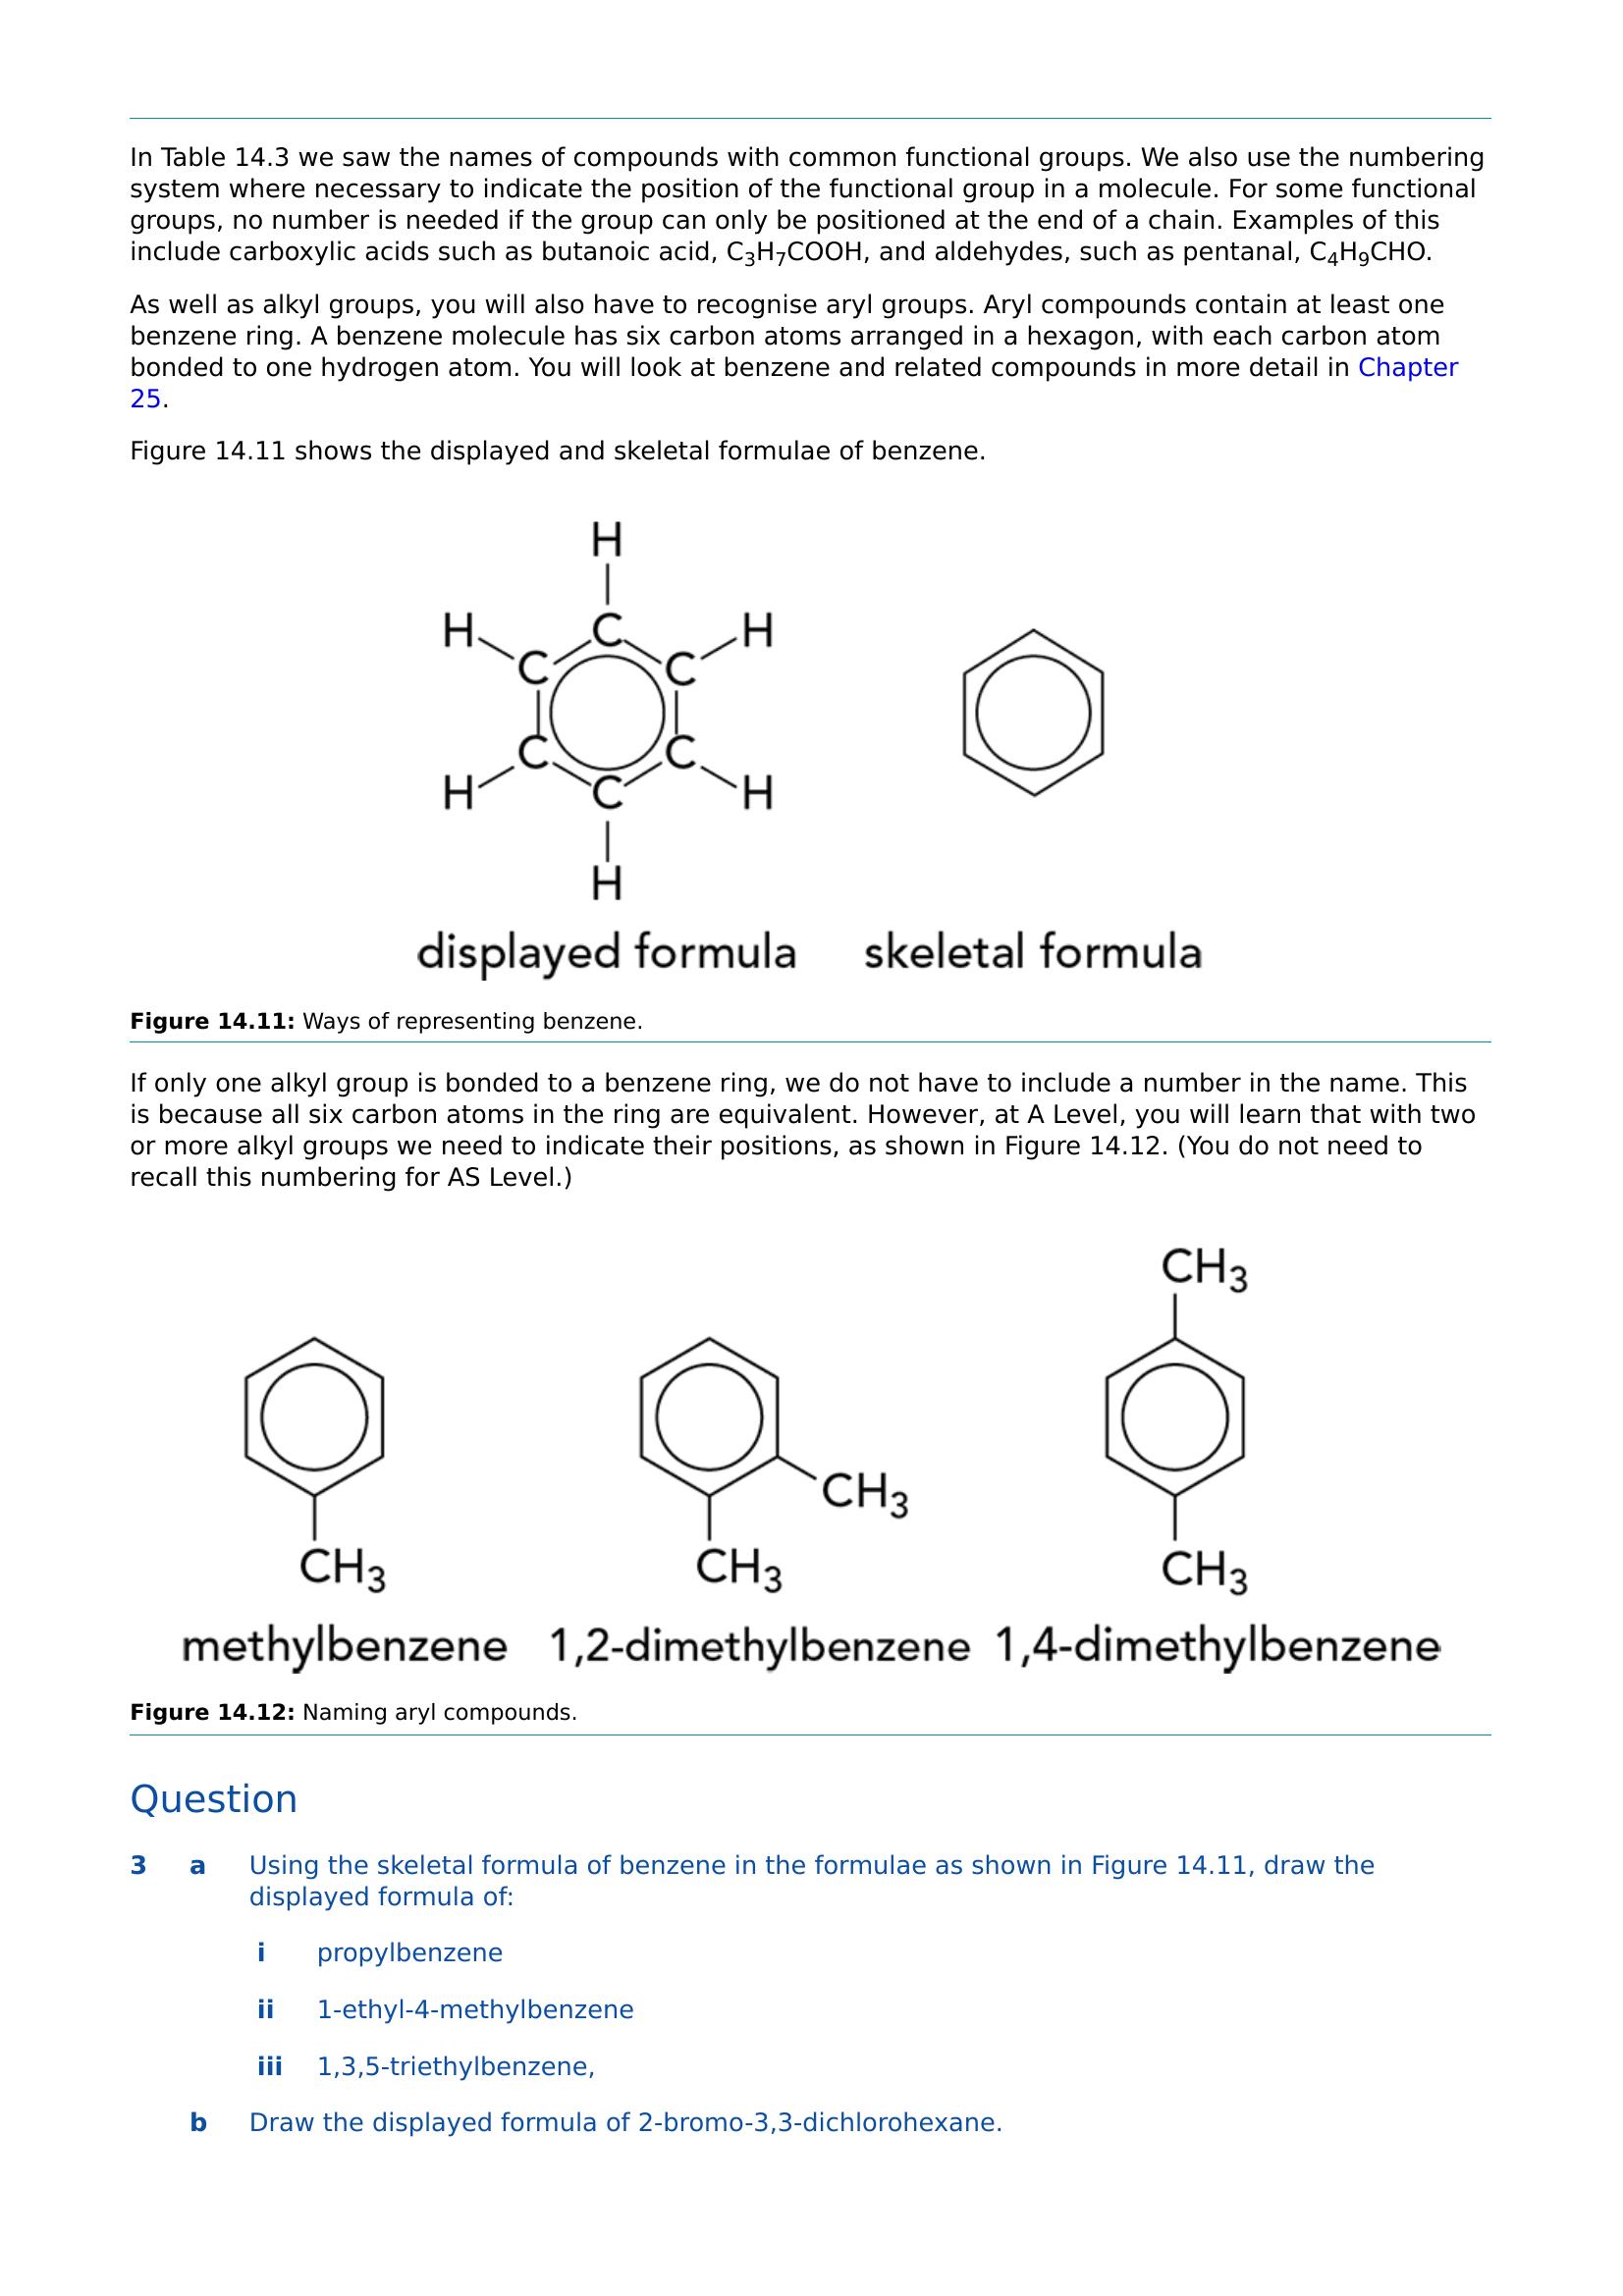 In Table 14.3 we saw the names of compounds with common functional groups. We also use the numbering
system where necessary to indicate the position of the functional group in a molecule. For some functional
groups, no number is needed if the group can only be positioned at the end of a chain. Examples of this
include carboxylic acids such as butanoic acid, C₃H₇COOH, and aldehydes, such as pentanal, C₄H₉CHO.
As well as alkyl groups, you will also have to recognise aryl groups. Aryl compounds contain at least one
benzene ring. A benzene molecule has six carbon atoms arranged in a hexagon, with each carbon atom
bonded to one hydrogen atom. You will look at benzene and related compounds in more detail in Chapter
25.
Figure 14.11 shows the displayed and skeletal formulae of benzene.
H
H C H
C C
C C
H C H
H
displayed formula skeletal formula
Figure 14.11: Ways of representing benzene.
If only one alkyl group is bonded to a benzene ring, we do not have to include a number in the name. This
is because all six carbon atoms in the ring are equivalent. However, at A Level, you will learn that with two
or more alkyl groups we need to indicate their positions, as shown in Figure 14.12. (You do not need to
recall this numbering for AS Level.)
CH₃
CH₃
CH₃ CH₃ CH₃
methylbenzene 1,2-dimethylbenzene 1,4-dimethylbenzene
Figure 14.12: Naming aryl compounds.
Question
3 a Using the skeletal formula of benzene in the formulae as shown in Figure 14.11, draw the
displayed formula of:
i propylbenzene
ii 1-ethyl-4-methylbenzene
iii 1,3,5-triethylbenzene,
b Draw the displayed formula of 2-bromo-3,3-dichlorohexane.